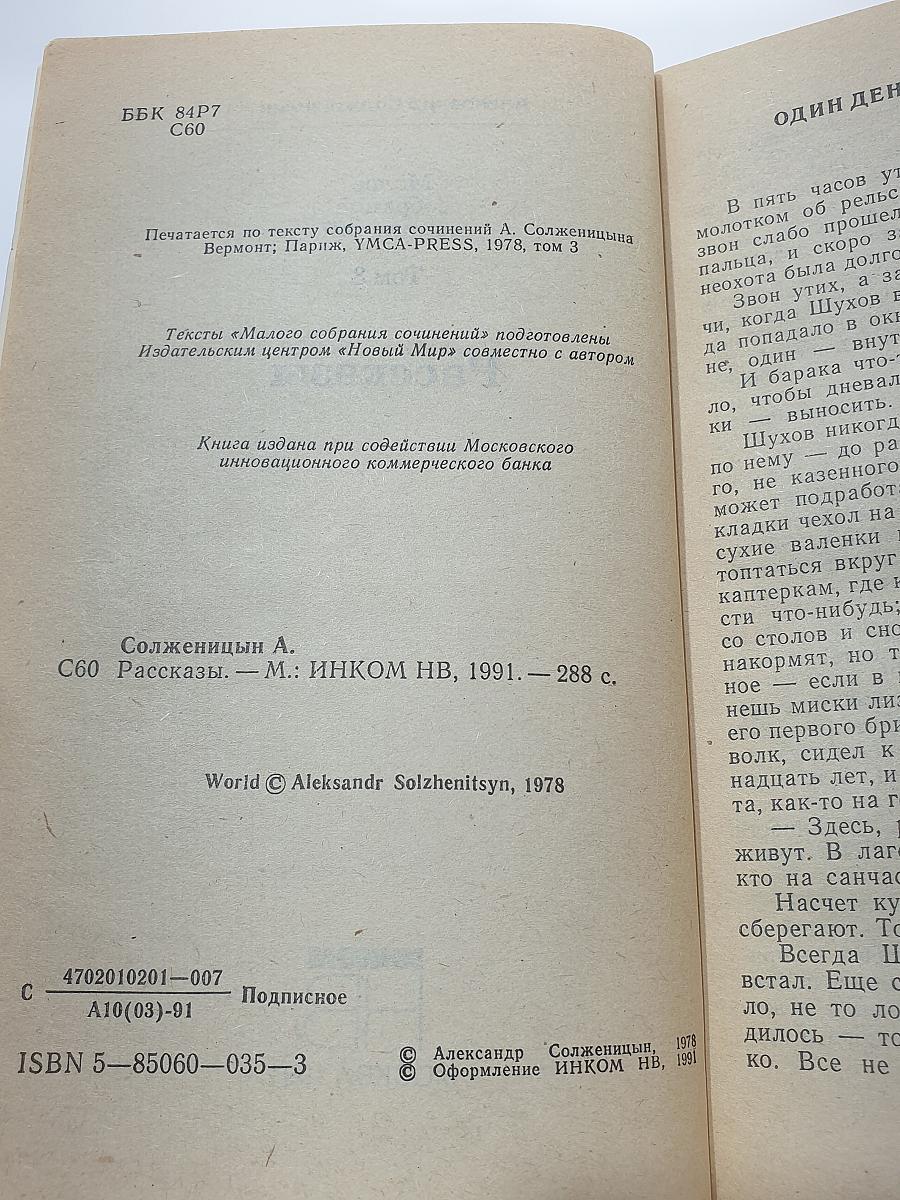 ББК 84Р7
С60
Печатается по тексту собрания сочинений А. Солженицына
Вермонт; Париж, YMCA-PRESS, 1978, том 3
Тексты «Малого собрания сочинений» подготовлены
Издательским центром «Новый Мир» совместно с автором
Книга издана при содействии Московского
инновационного коммерческого банка
Солженицын А.
С60 Рассказы. — М.: ИНКОМ НВ, 1991. — 288 с.
World © Aleksandr Solzhenitsyn, 1978
С 4702010201—007
А10(03)-91 Подписное
ISBN 5—85060—035—3
© Александр Солженицын, 1978
© Оформление ИНКОМ НВ, 1991
ОДИН ДЕН
В пять часов ут
молотком об рельс
звон слабо прошел
пальца, и скоро за
неохота была долго
Звон утих, а за
чи, когда Шухов в
да попадало в окн
не, один — внут
И барака что-т
ло, чтобы дневал
ки — выносить.
Шухов никогд
по нему — до ра
го, не казенного
может подработа
кладки чехол на
сухие валенки
топтаться вкруг
каптеркам, где к
сти что-нибудь;
со столов и сно
накормят, но т
ное — если в
нешь миски лиз
его первого бри
волк, сидел к
надцать лет, и
та, как-то на г
— Здесь, р
живут. В лаг
кто на санчас
Насчет ку
сберегают. То
Всегда Ш
встал. Еще с
ло, не то ло
дилось — то
ко. Все не